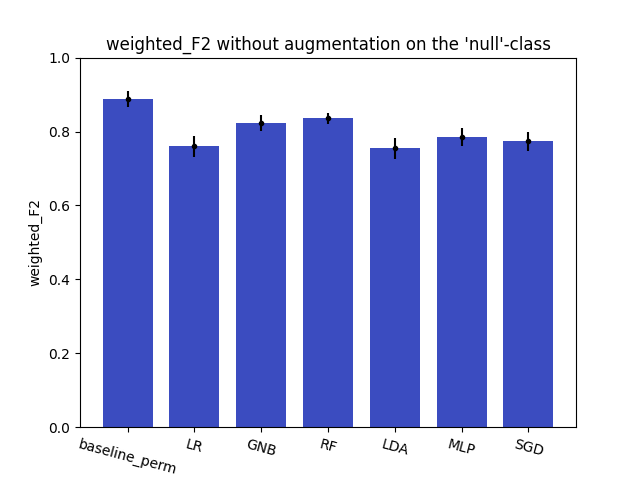 weighted_F2 without augmentation on the 'null'-class
weighted_F2
1.0
0.8
0.6
0.4
0.2
0.0
baseline_perm
LR
GNB
RF
LDA
MLP
SGD